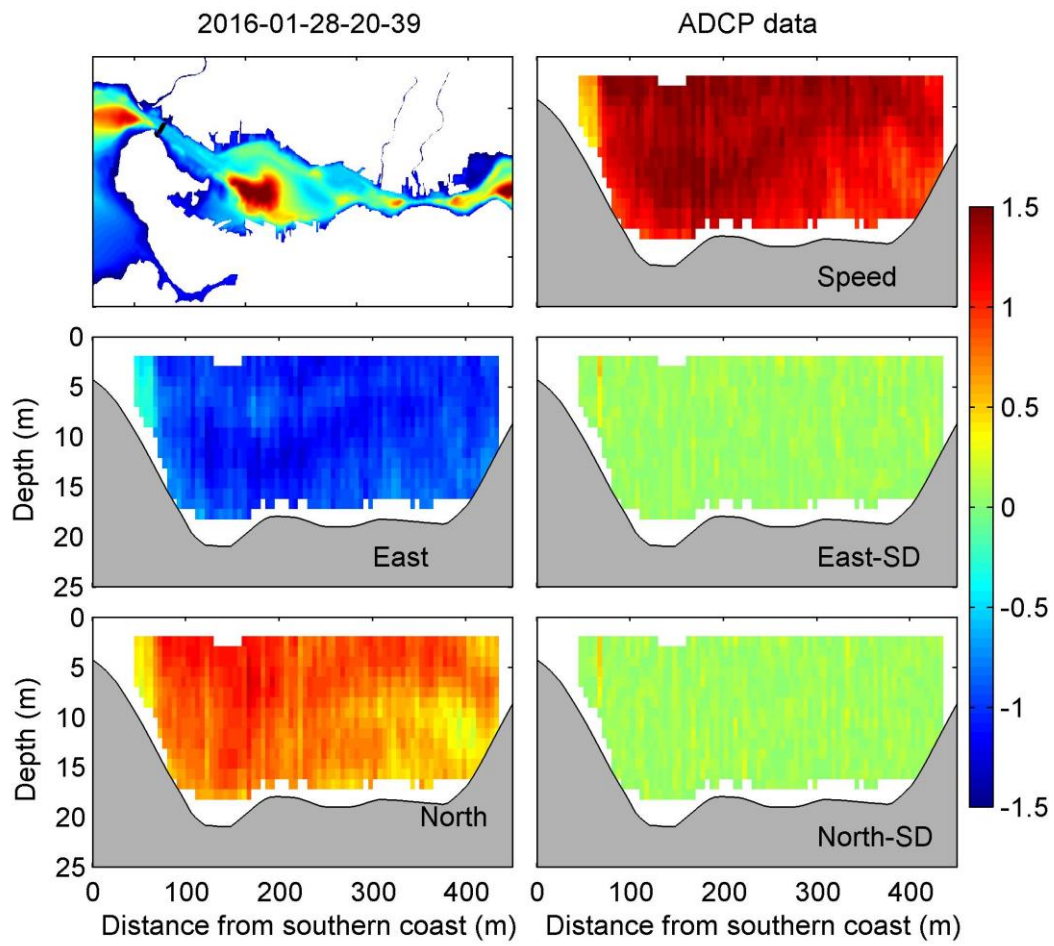 2016-01-28-20-39
ADCP data
Speed
1.5
1
0.5
0
-0.5
-1
-1.5
0
5
10
15
20
25
Depth (m)
East
East-SD
5
10
15
20
25
Depth (m)
North
North-SD
0 100 200 300 400
0 100 200 300 400
Distance from southern coast (m)
Distance from southern coast (m)